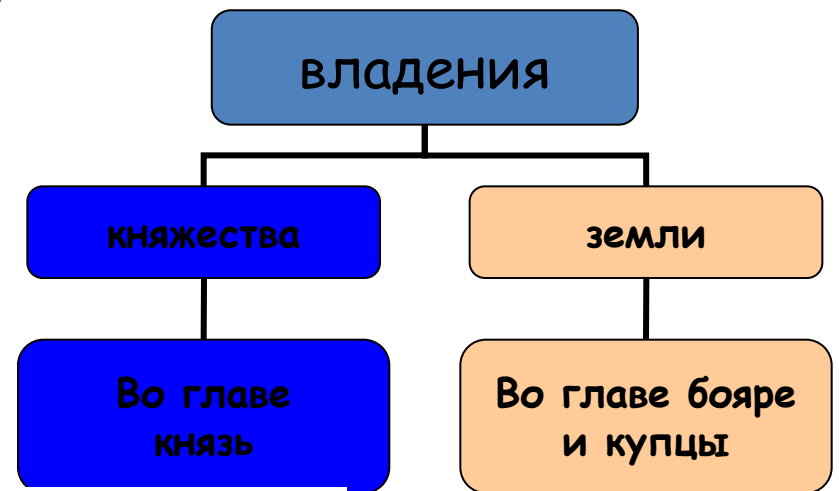 владения
княжества
земли
Во главе
князь
Во главе бояре
и купцы